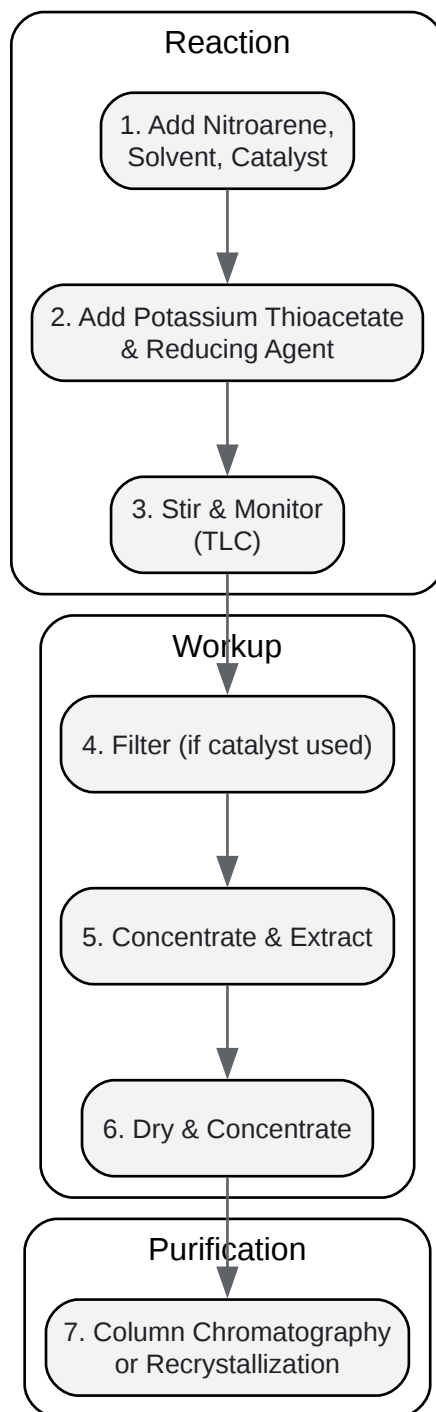 Reaction
1. Add Nitroarene,
Solvent, Catalyst
2. Add Potassium Thioacetate
& Reducing Agent
3. Stir & Monitor
(TLC)
Workup
4. Filter (if catalyst used)
5. Concentrate & Extract
6. Dry & Concentrate
Purification
7. Column Chromatography
or Recrystallization